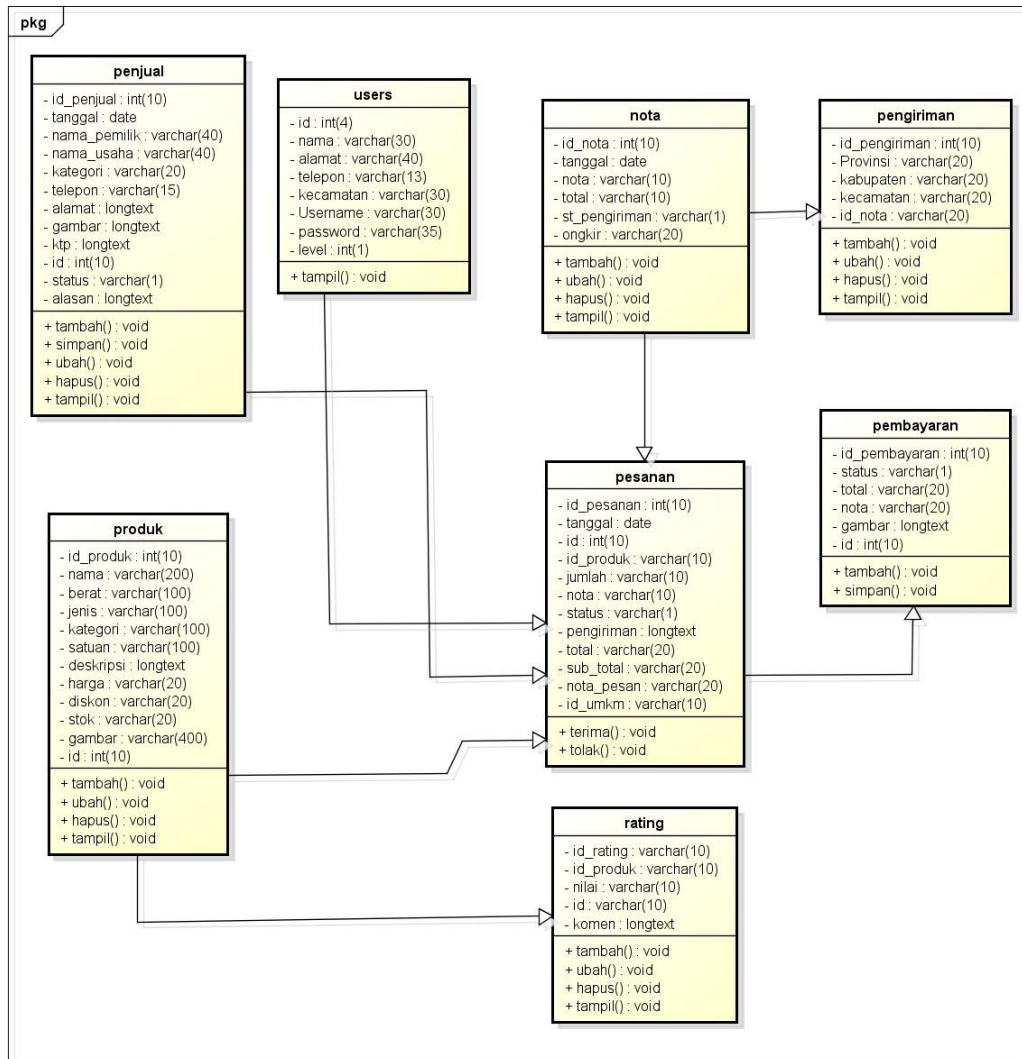 pkg
penjual
- id_penjual : int(10)
- tanggal : date
- nama_pemilik : varchar(40)
- nama_usaha : varchar(40)
- kategori : varchar(20)
- telepon : varchar(15)
- alamat : longtext
- gambar : longtext
- ktp : longtext
- id : int(10)
- status : varchar(1)
- alasan : longtext
+ tambah() : void
+ simpan() : void
+ ubah() : void
+ hapus() : void
+ tampil() : void
users
- id : int(4)
- nama : varchar(30)
- alamat : varchar(40)
- telepon : varchar(13)
- kecamatan : varchar(30)
- Username : varchar(30)
- password : varchar(35)
- level : int(1)
+ tampil() : void
nota
- id_nota : int(10)
- tanggal : date
- nota : varchar(10)
- total : varchar(10)
- st_pengiriman : varchar(1)
- ongkir : varchar(20)
+ tambah() : void
+ ubah() : void
+ hapus() : void
+ tampil() : void
pengiriman
- id_pengiriman : int(10)
- Provinsi : varchar(20)
- kabupaten : varchar(20)
- kecamatan : varchar(20)
- id_nota : varchar(20)
+ tambah() : void
+ ubah() : void
+ hapus() : void
+ tampil() : void
pembayaran
- id_pembayaran : int(10)
- status : varchar(1)
- total : varchar(20)
- nota : varchar(20)
- gambar : longtext
- id : int(10)
+ tambah() : void
+ simpan() : void
pesanan
- id_pesanan : int(10)
- tanggal : date
- id : int(10)
- id_produk : varchar(10)
- jumlah : varchar(10)
- nota : varchar(10)
- status : varchar(1)
- pengiriman : longtext
- total : varchar(20)
- sub_total : varchar(20)
- nota_pesan : varchar(20)
- id_umkm : varchar(10)
+ terima() : void
+ tolak() : void
produk
- id_produk : int(10)
- nama : varchar(200)
- berat : varchar(100)
- jenis : varchar(100)
- kategori : varchar(100)
- satuan : varchar(100)
- deskripsi : longtext
- harga : varchar(20)
- diskon : varchar(20)
- stok : varchar(20)
- gambar : varchar(400)
- id : int(10)
+ tambah() : void
+ ubah() : void
+ hapus() : void
+ tampil() : void
rating
- id_rating : varchar(10)
- id_produk : varchar(10)
- nilai : varchar(10)
- id : varchar(10)
- komen : longtext
+ tambah() : void
+ ubah() : void
+ hapus() : void
+ tampil() : void